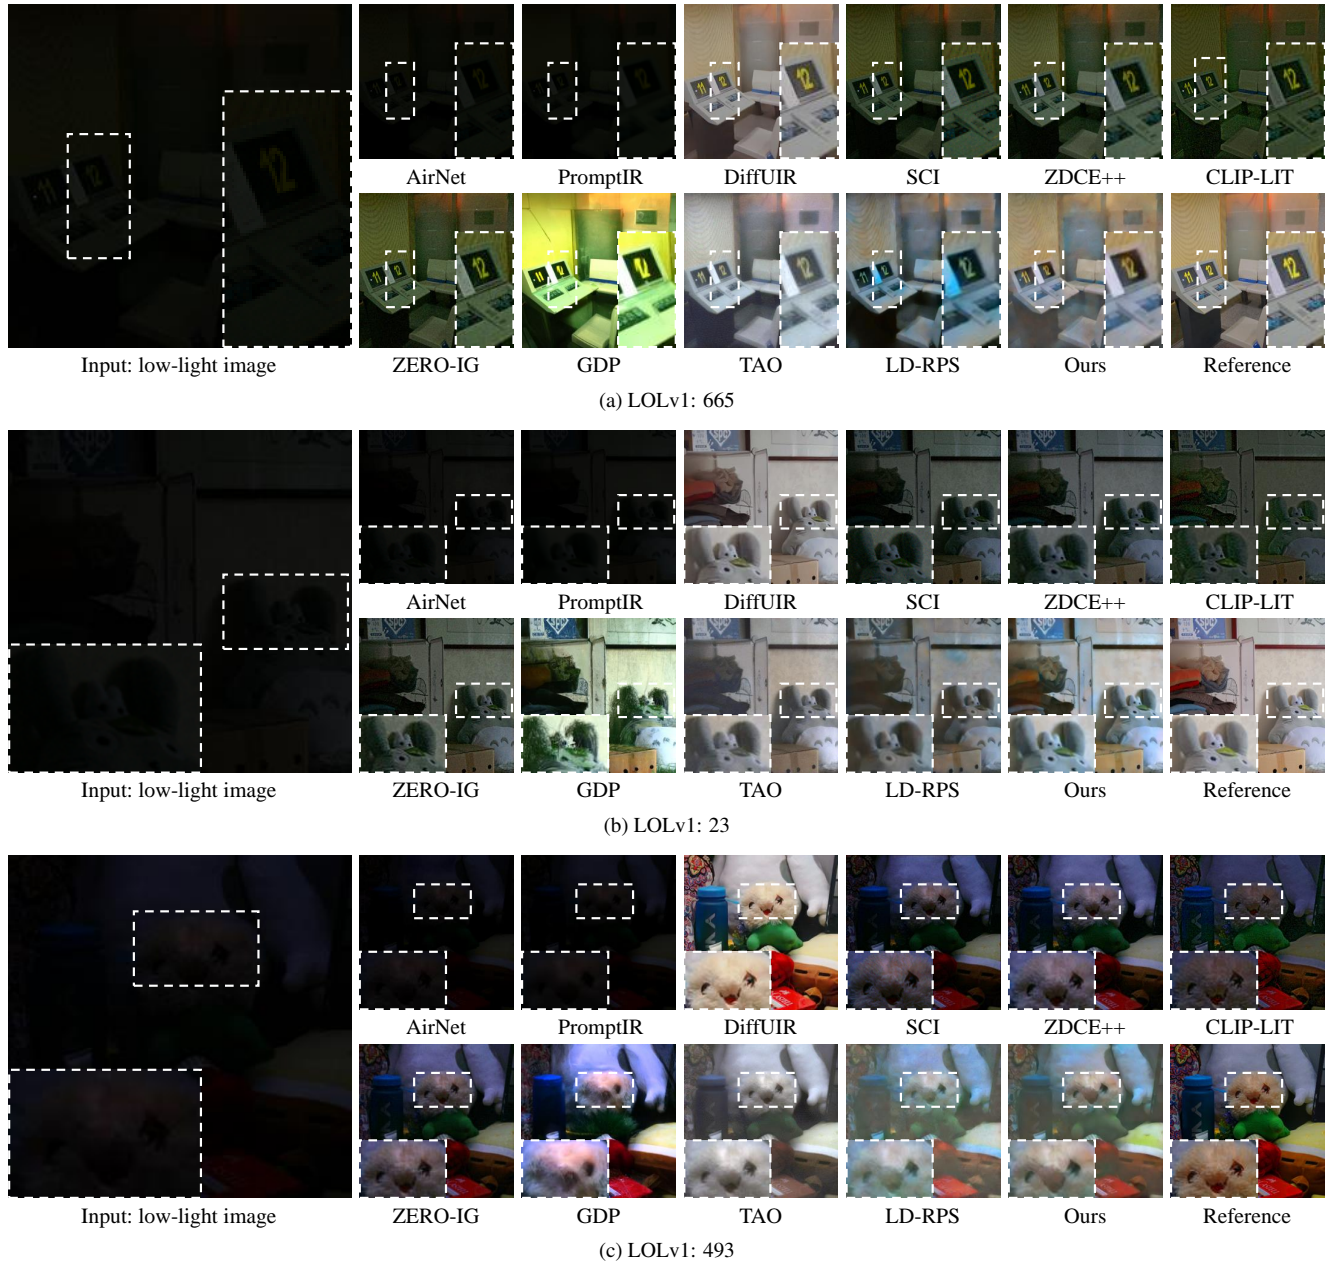 AirNet PromptIR DiffUIR SCI ZDCE++ CLIP-LIT
Input: low-light image ZERO-IG GDP TAO LD-RPS Ours Reference
(a) LOLv1: 665
AirNet PromptIR DiffUIR SCI ZDCE++ CLIP-LIT
Input: low-light image ZERO-IG GDP TAO LD-RPS Ours Reference
(b) LOLv1: 23
AirNet PromptIR DiffUIR SCI ZDCE++ CLIP-LIT
Input: low-light image ZERO-IG GDP TAO LD-RPS Ours Reference
(c) LOLv1: 493